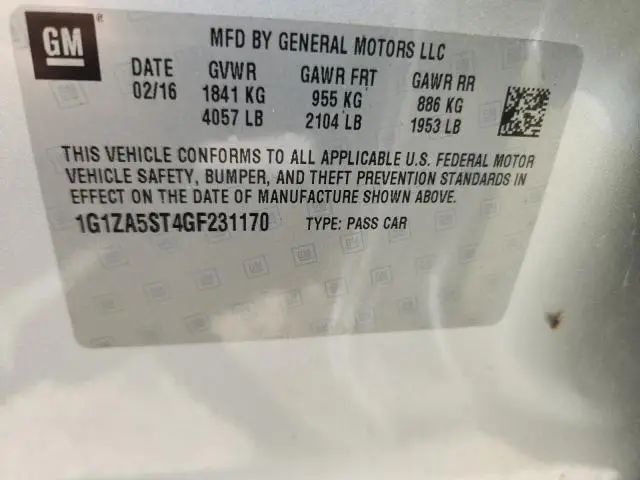 GM ®
MFD BY GENERAL MOTORS LLC
DATE GVWR GAWR FRT GAWR RR
02/16 1841 KG 955 KG 886 KG
4057 LB 2104 LB 1953 LB
THIS VEHICLE CONFORMS TO ALL APPLICABLE U.S. FEDERAL MOTOR
VEHICLE SAFETY, BUMPER, AND THEFT PREVENTION STANDARDS IN
EFFECT ON THE DATE OF MANUFACTURE SHOWN ABOVE.
1G1ZA5ST4GF231170 TYPE: PASS CAR